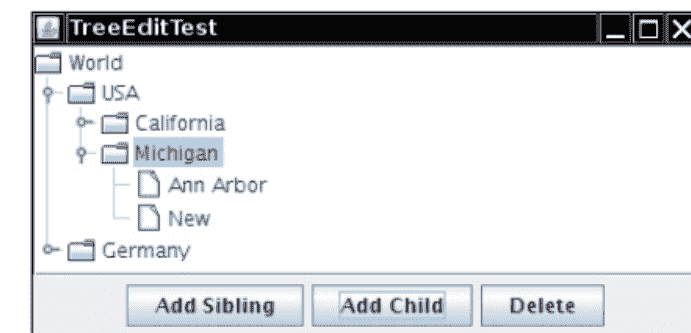 TreeEditTest
World
USA
California
Michigan
Ann Arbor
New
Germany
Add Sibling Add Child Delete